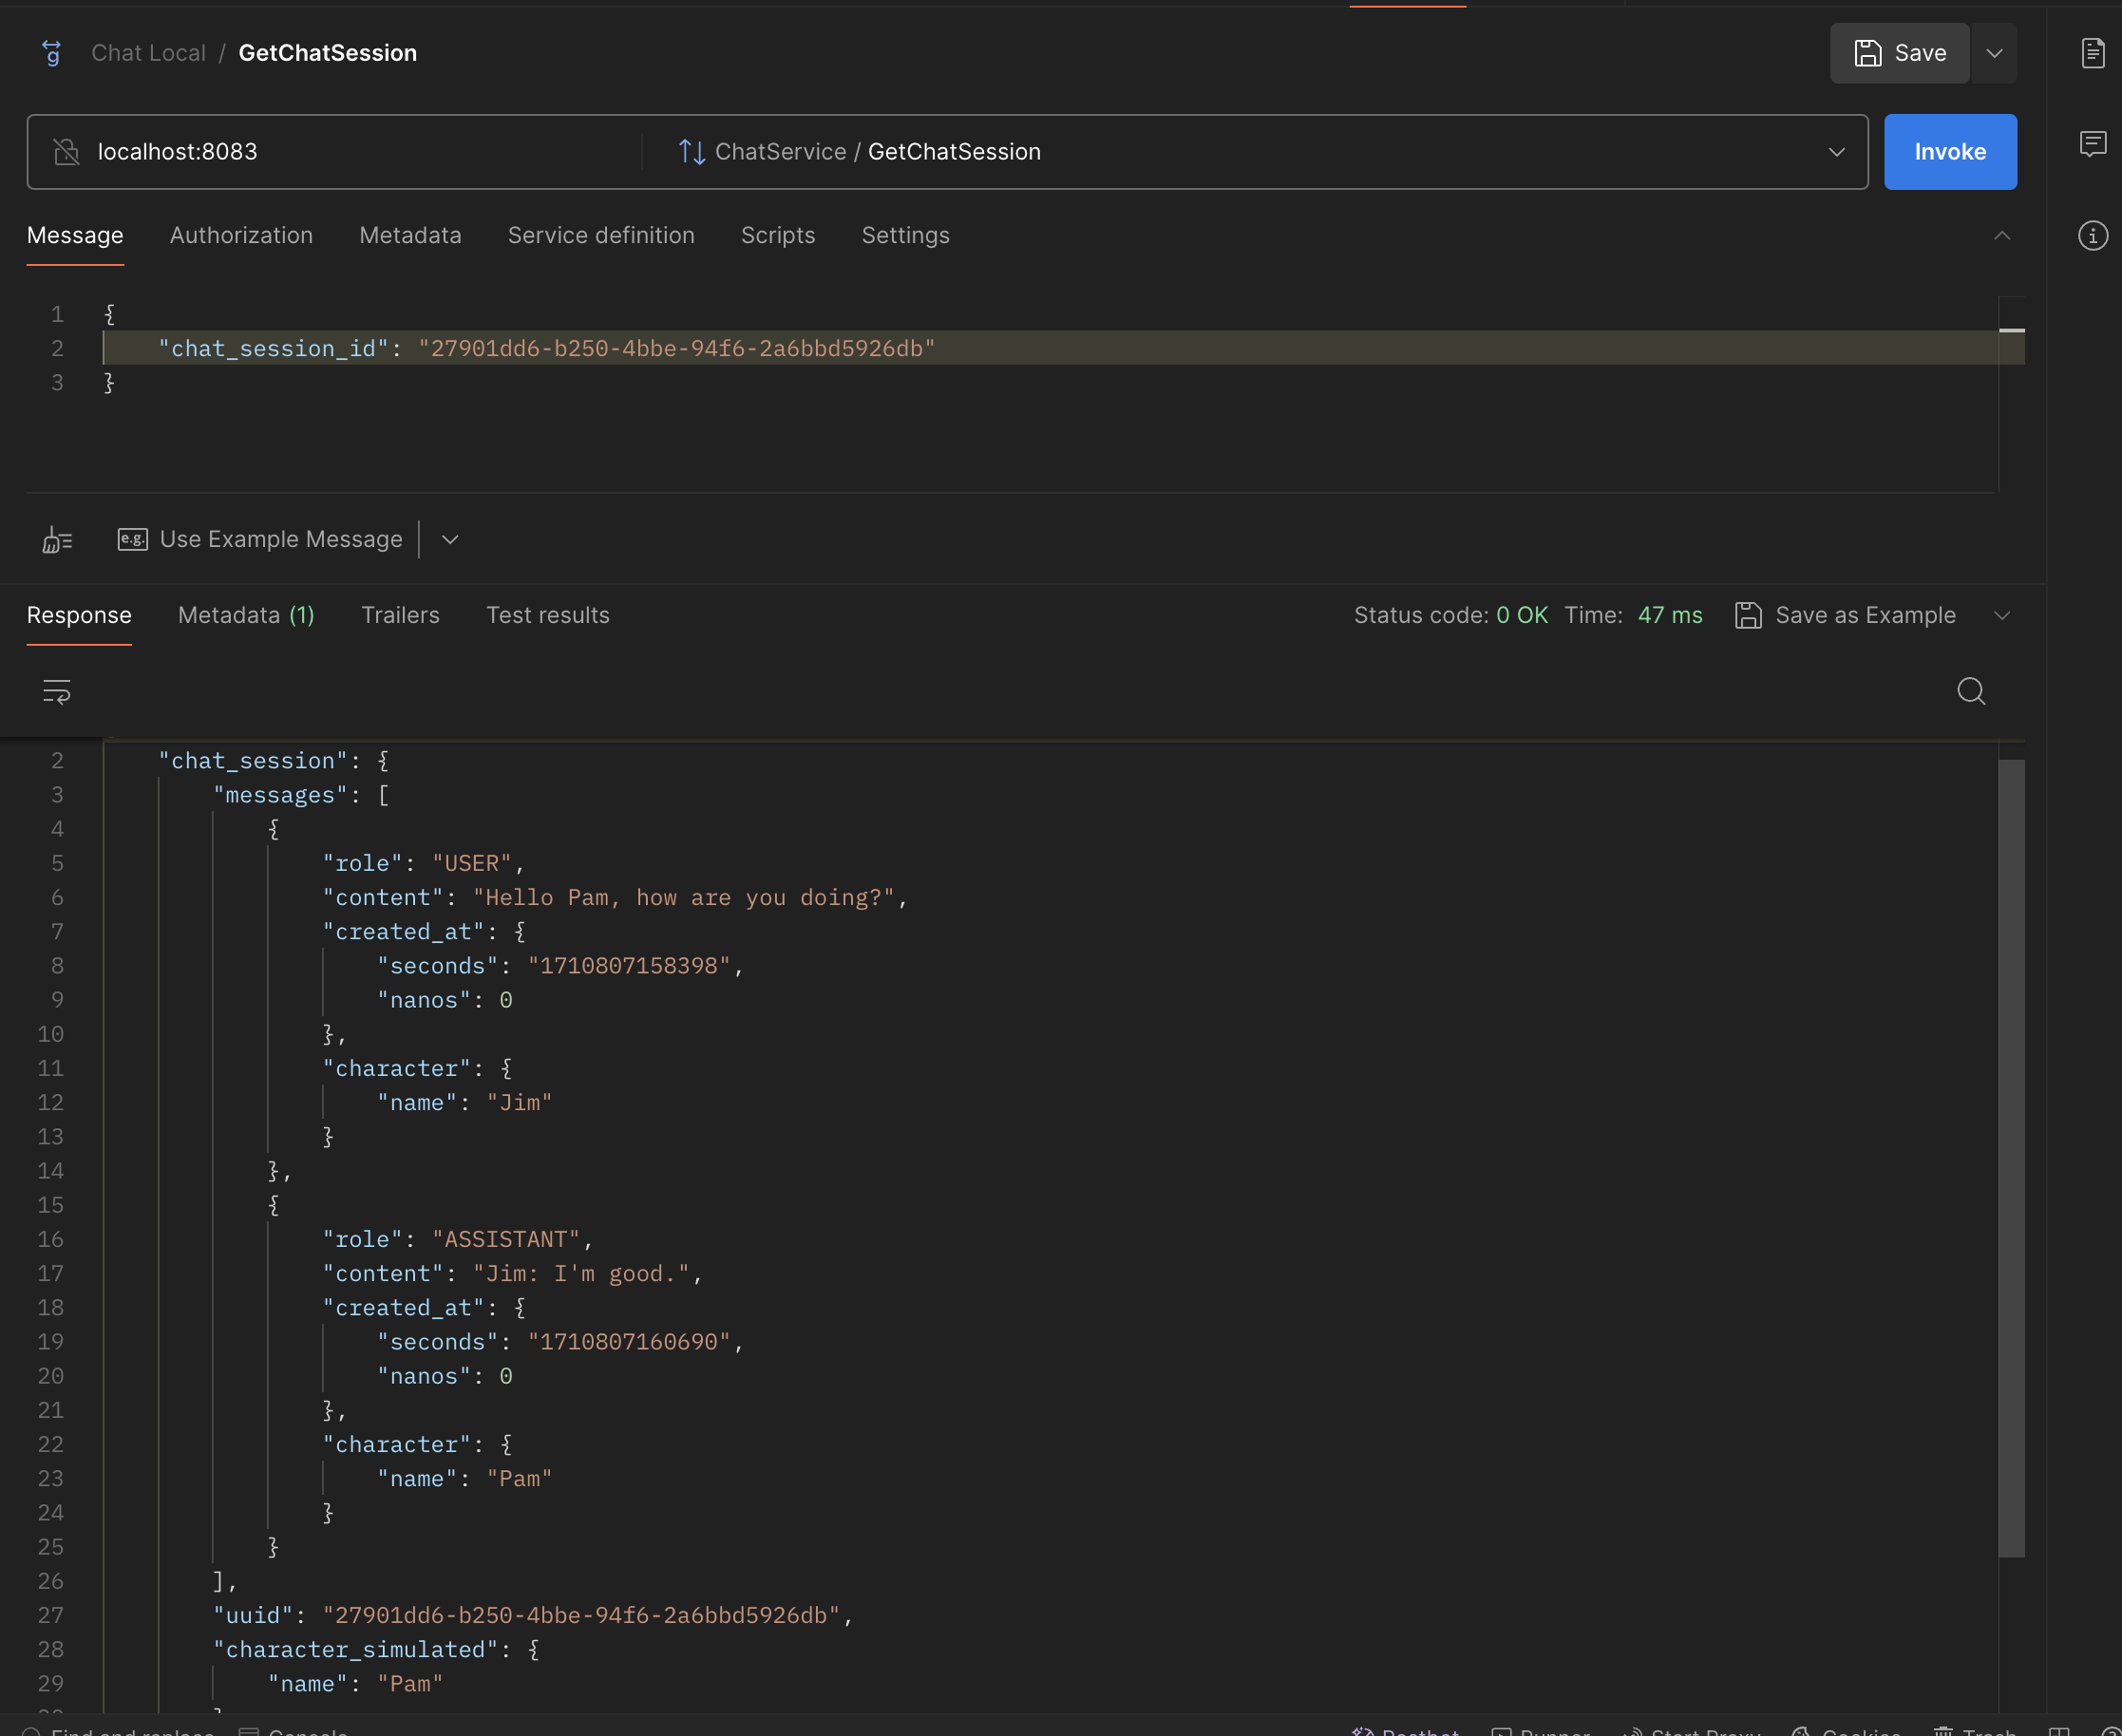 Chat Local / GetChatSession
Save
localhost:8083
ChatService / GetChatSession
Invoke
Message Authorization Metadata Service definition Scripts Settings
1 {
2 "chat_session_id": "27901dd6-b250-4bbe-94f6-2a6bbd5926db"
3 }
e.g. Use Example Message
Response Metadata (1) Trailers Test results
Status code: 0 OK Time: 47 ms Save as Example
2 "chat_session": {
3 "messages": [
4 {
5 "role": "USER",
6 "content": "Hello Pam, how are you doing?",
7 "created_at": {
8 "seconds": "1710807158398",
9 "nanos": 0
10 },
11 "character": {
12 "name": "Jim"
13 }
14 },
15 {
16 "role": "ASSISTANT",
17 "content": "Jim: I'm good.",
18 "created_at": {
19 "seconds": "1710807160690",
20 "nanos": 0
21 },
22 "character": {
23 "name": "Pam"
24 }
25 }
26 ],
27 "uuid": "27901dd6-b250-4bbe-94f6-2a6bbd5926db",
28 "character_simulated": {
29 "name": "Pam"
Find and replace Console Postbot Runner Start Proxy Cookies Trash